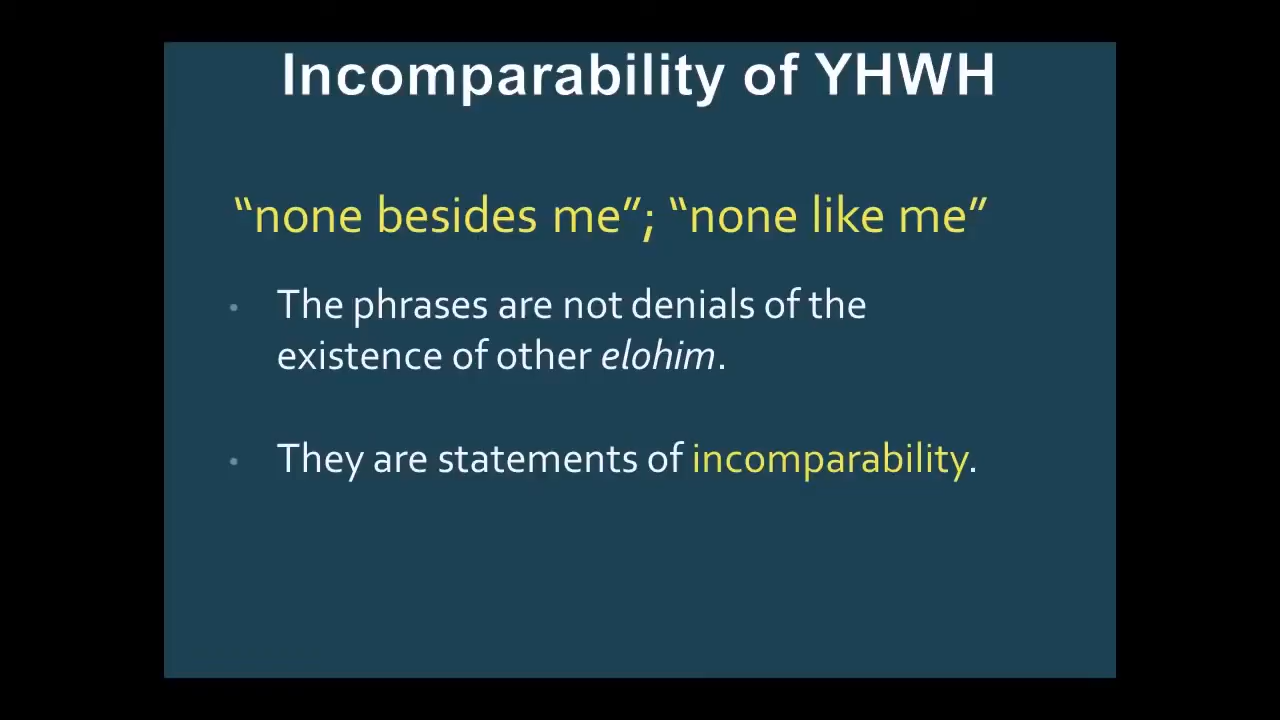 Incomparability of YHWH
“none besides me”; “none like me”
• The phrases are not denials of the
existence of other elohim.
• They are statements of incomparability.